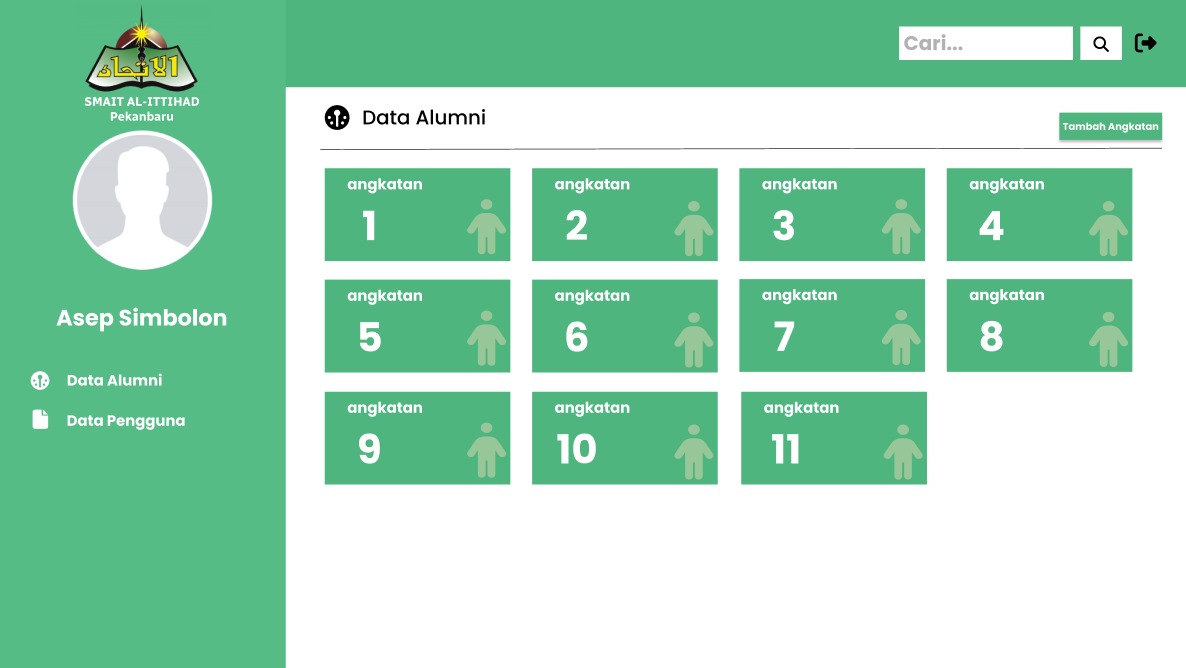 الاتحاد
SMAIT AL-ITTIHAD
Pekanbaru
Asep Simbolon
Data Alumni
Data Pengguna
Cari...
Data Alumni
Tambah Angkatan
angkatan
1
angkatan
2
angkatan
3
angkatan
4
angkatan
5
angkatan
6
angkatan
7
angkatan
8
angkatan
9
angkatan
10
angkatan
11